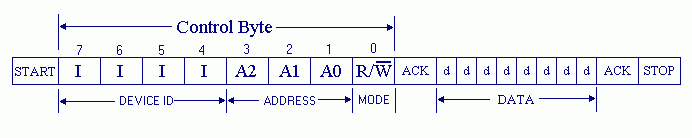 Control Byte
7 6 5 4 3 2 1 0
START I I I I A2 A1 A0 R/W̅ ACK d d d d d d d d ACK STOP
DEVICE ID ADDRESS MODE DATA